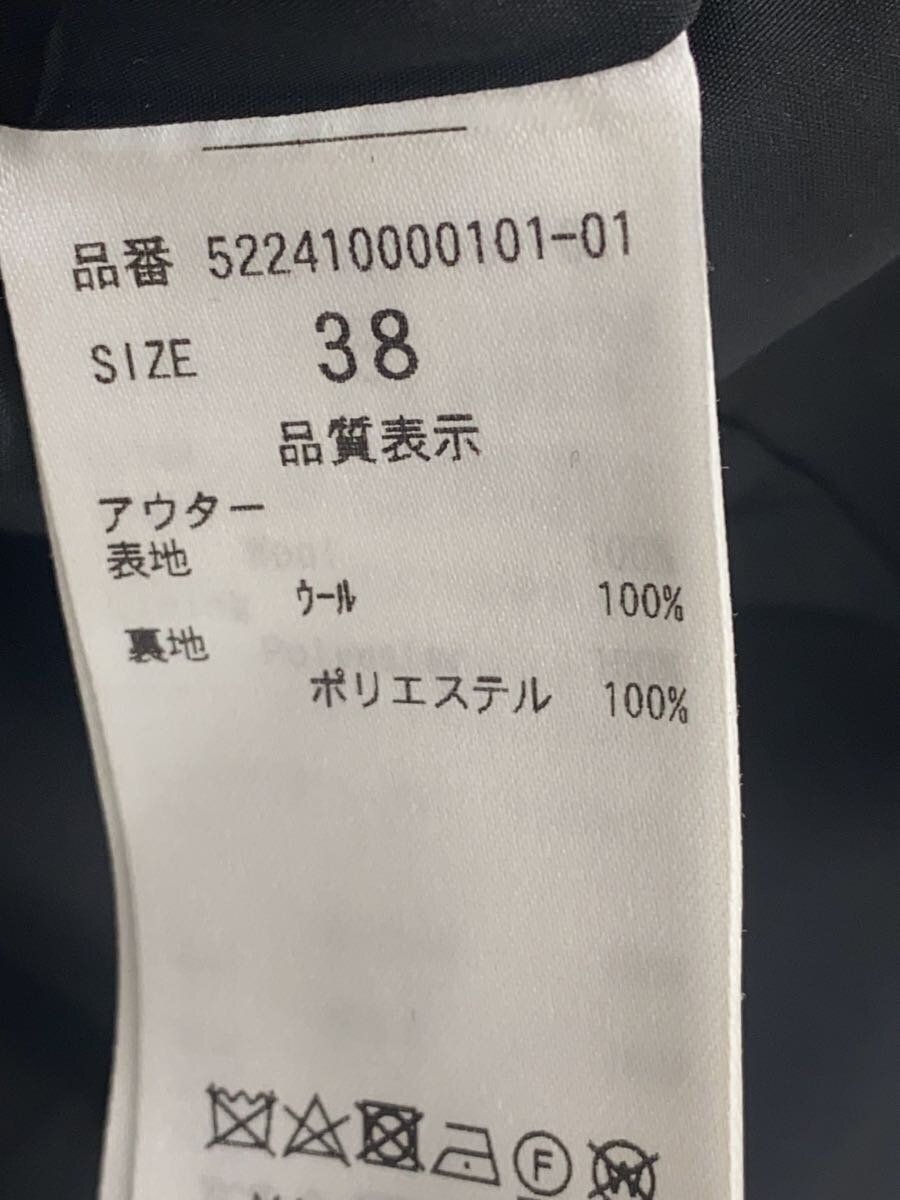 品番 522410000101-01
SIZE 38
品質表示
アウター
表地
ウール 100%
裏地
ポリエステル 100%
F
W